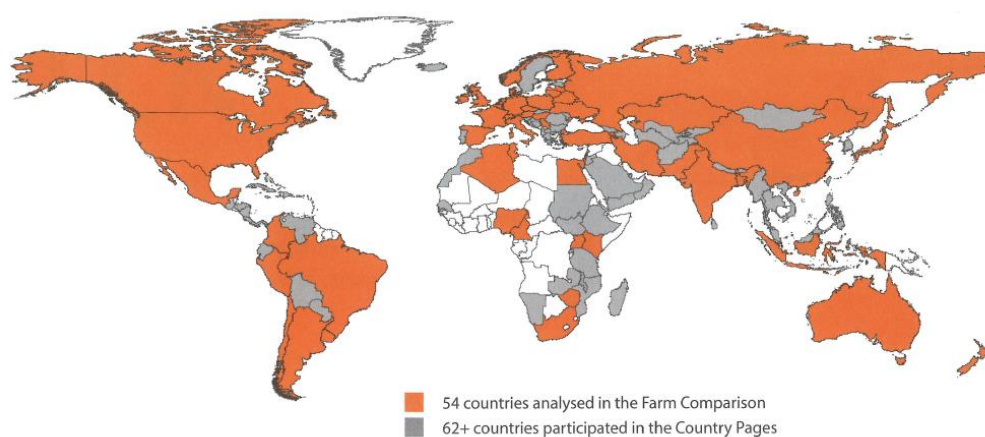 54 countries analysed in the Farm Comparison
62+ countries participated in the Country Pages